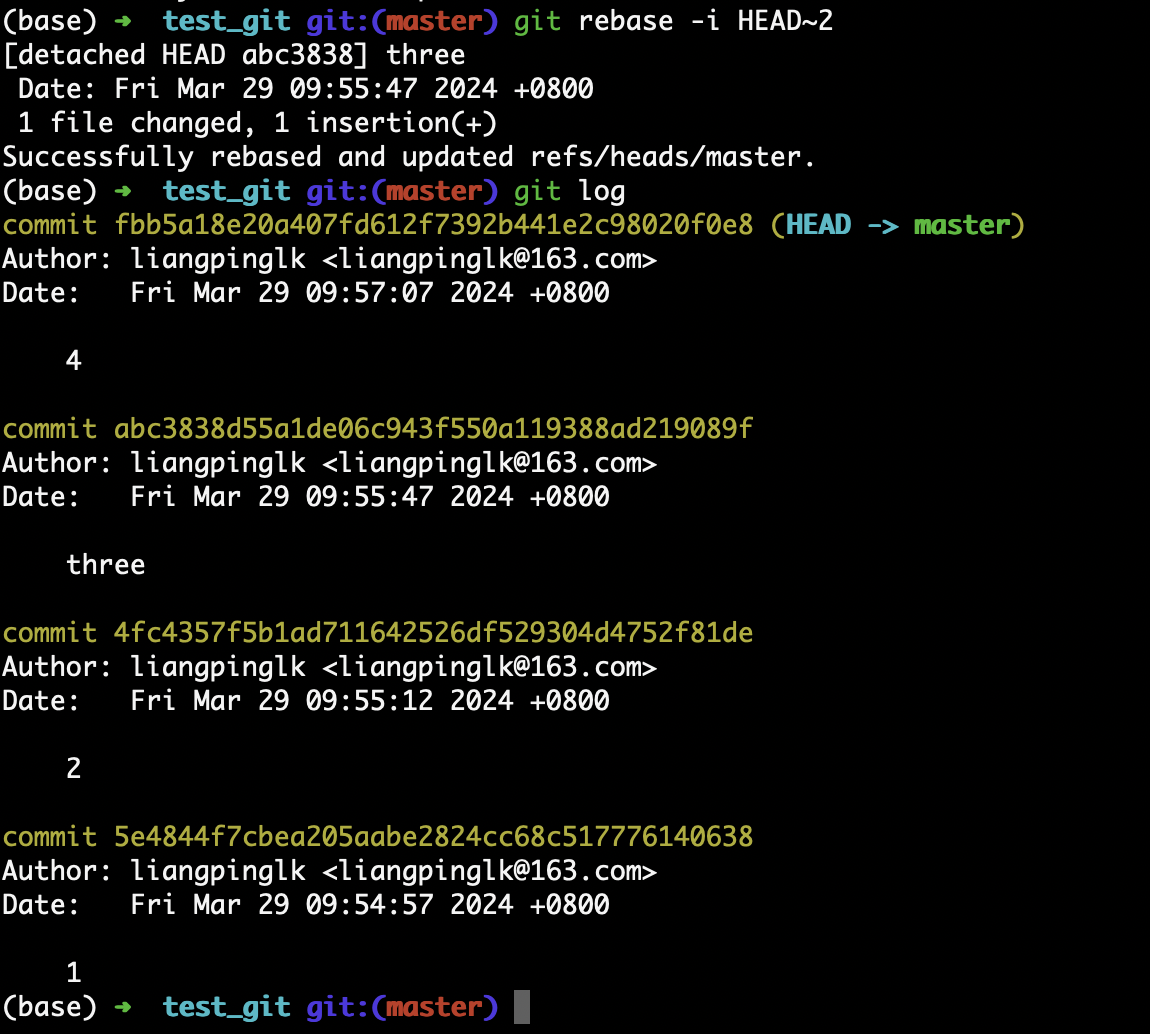 (base) ➜ test_git git:(master) git rebase -i HEAD~2
[detached HEAD abc3838] three
 Date: Fri Mar 29 09:55:47 2024 +0800
 1 file changed, 1 insertion(+)
Successfully rebased and updated refs/heads/master.
(base) ➜ test_git git:(master) git log
commit fbb5a18e20a407fd612f7392b441e2c98020f0e8 (HEAD -> master)
Author: liangpinglk <liangpinglk@163.com>
Date:   Fri Mar 29 09:57:07 2024 +0800
    4
commit abc3838d55a1de06c943f550a119388ad219089f
Author: liangpinglk <liangpinglk@163.com>
Date:   Fri Mar 29 09:55:47 2024 +0800
    three
commit 4fc4357f5b1ad711642526df529304d4752f81de
Author: liangpinglk <liangpinglk@163.com>
Date:   Fri Mar 29 09:55:12 2024 +0800
    2
commit 5e4844f7cbea205aabe2824cc68c517776140638
Author: liangpinglk <liangpinglk@163.com>
Date:   Fri Mar 29 09:54:57 2024 +0800
    1
(base) ➜ test_git git:(master)